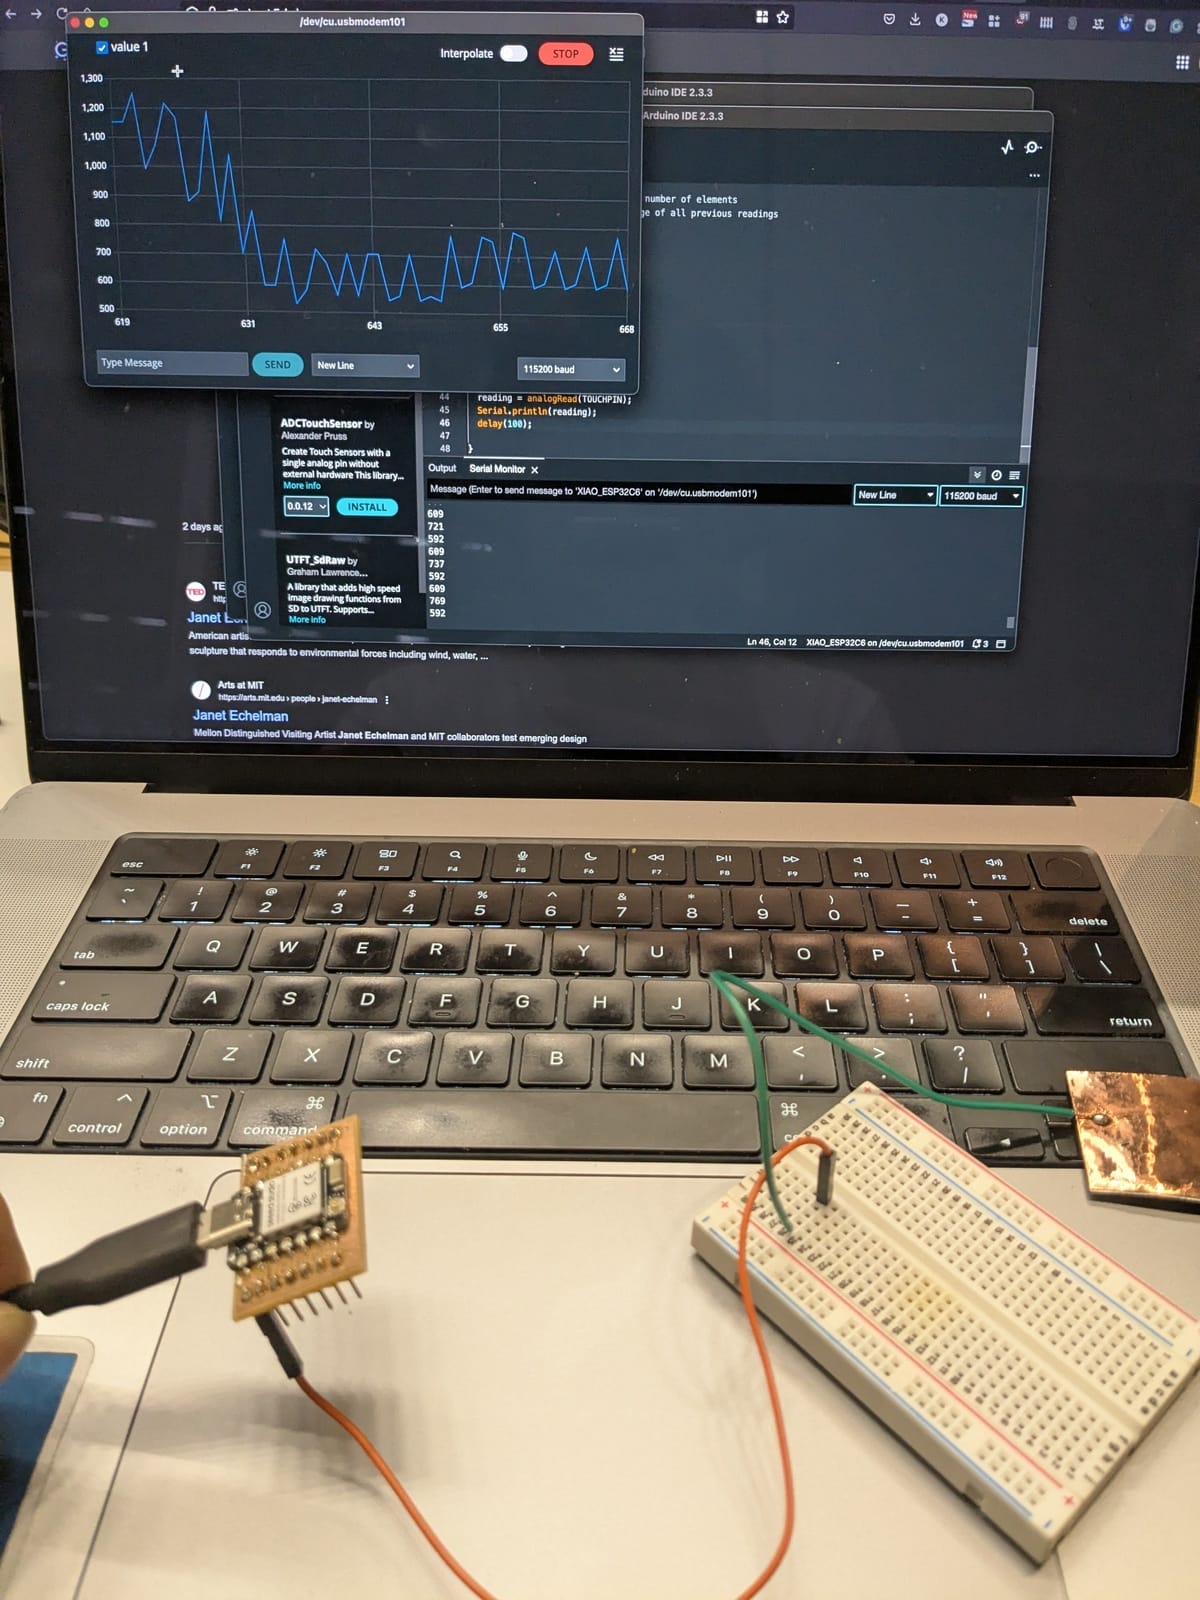 /dev/cu.usbmodem101
value 1
Interpolate
STOP
1,300
1,200
1,100
1,000
900
800
700
600
500
619
631
643
655
668
Type Message
SEND
New Line
115200 baud
duino IDE 2.3.3
Arduino IDE 2.3.3
number of elements
ge of all previous readings
44 reading = analogRead(TOUCHPIN);
45 Serial.println(reading);
46 delay(100);
47
48 }
ADCTouchSensor by
Alexander Pruss
Create Touch Sensors with a
single analog pin without
external hardware This library...
More info
0.0.12
INSTALL
UTFT_SdRaw by
Graham Lawrence...
A library that adds high speed
image drawing functions from
SD to UTFT. Supports...
More info
Output
Serial Monitor
Message (Enter to send message to 'XIAO_ESP32C6' on '/dev/cu.usbmodem101')
New Line
115200 baud
609
721
592
609
737
592
609
769
592
Ln 46, Col 12 XIAO_ESP32C6 on /dev/cu.usbmodem101 3
2 days ag
TED
TE
Janet E
American artis
sculpture that responds to environmental forces including wind, water, ...
Arts at MIT
https://arts.mit.edu › people › janet-echelman
Janet Echelman
Mellon Distinguished Visiting Artist Janet Echelman and MIT collaborators test emerging design
esc F1 F2 F3 F4 F5 F6 F7 F8 F9 F10 F11 F12
~ ! @ # $ % ^ & * ( ) — +
` 1 2 3 4 5 6 7 8 9 0 - = delete
tab Q W E R T Y U I O P { [ } ] | \
caps lock A S D F G H J K L : ; " ' return
shift Z X C V B N M < , > . ? /
fn control option command